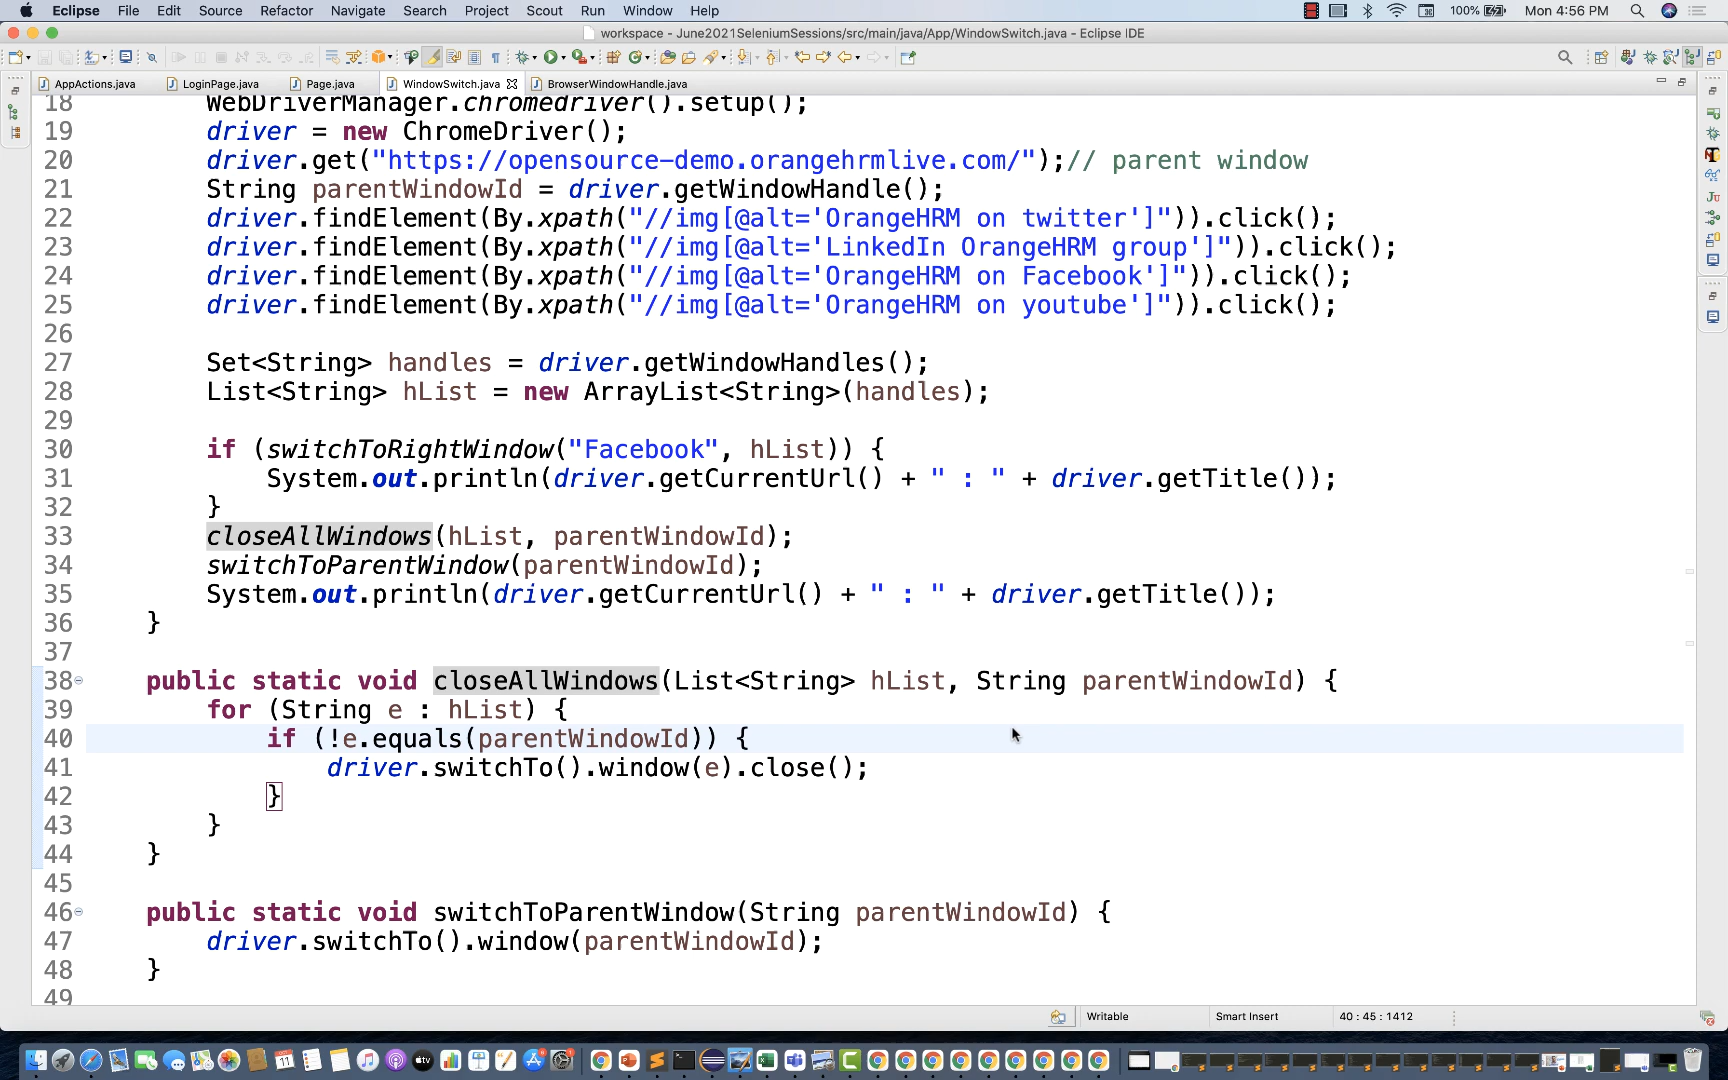 Eclipse File Edit Source Refactor Navigate Search Project Scout Run Window Help 100% Mon 4:56 PM
workspace - June2021SeleniumSessions/src/main/java/App/WindowSwitch.java - Eclipse IDE
AppActions.java LoginPage.java Page.java WindowSwitch.java BrowserWindowHandle.java
18 WebDriverManager.chromedriver().setup();
19 driver = new ChromeDriver();
20 driver.get("https://opensource-demo.orangehrmlive.com/");// parent window
21 String parentWindowId = driver.getWindowHandle();
22 driver.findElement(By.xpath("//img[@alt='OrangeHRM on twitter']")).click();
23 driver.findElement(By.xpath("//img[@alt='LinkedIn OrangeHRM group']")).click();
24 driver.findElement(By.xpath("//img[@alt='OrangeHRM on Facebook']")).click();
25 driver.findElement(By.xpath("//img[@alt='OrangeHRM on youtube']")).click();
26
27 Set<String> handles = driver.getWindowHandles();
28 List<String> hList = new ArrayList<String>(handles);
29
30 if (switchToRightWindow("Facebook", hList)) {
31 System.out.println(driver.getCurrentUrl() + " : " + driver.getTitle());
32 }
33 closeAllWindows(hList, parentWindowId);
34 switchToParentWindow(parentWindowId);
35 System.out.println(driver.getCurrentUrl() + " : " + driver.getTitle());
36 }
37
38 public static void closeAllWindows(List<String> hList, String parentWindowId) {
39 for (String e : hList) {
40 if (!e.equals(parentWindowId)) {
41 driver.switchTo().window(e).close();
42 }
43 }
44 }
45
46 public static void switchToParentWindow(String parentWindowId) {
47 driver.switchTo().window(parentWindowId);
48 }
49
Writable Smart Insert 40 : 45 : 1412